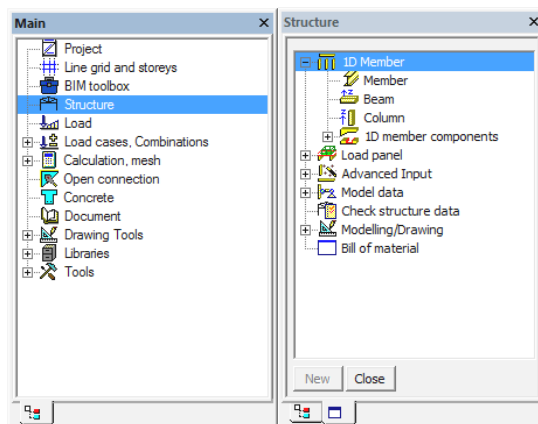 Main
Project
Line grid and storeys
BIM toolbox
Structure
Load
Load cases, Combinations
Calculation, mesh
Open connection
Concrete
Document
Drawing Tools
Libraries
Tools
Structure
1D Member
Member
Beam
Column
1D member components
Load panel
Advanced Input
Model data
Check structure data
Modelling/Drawing
Bill of material
New
Close